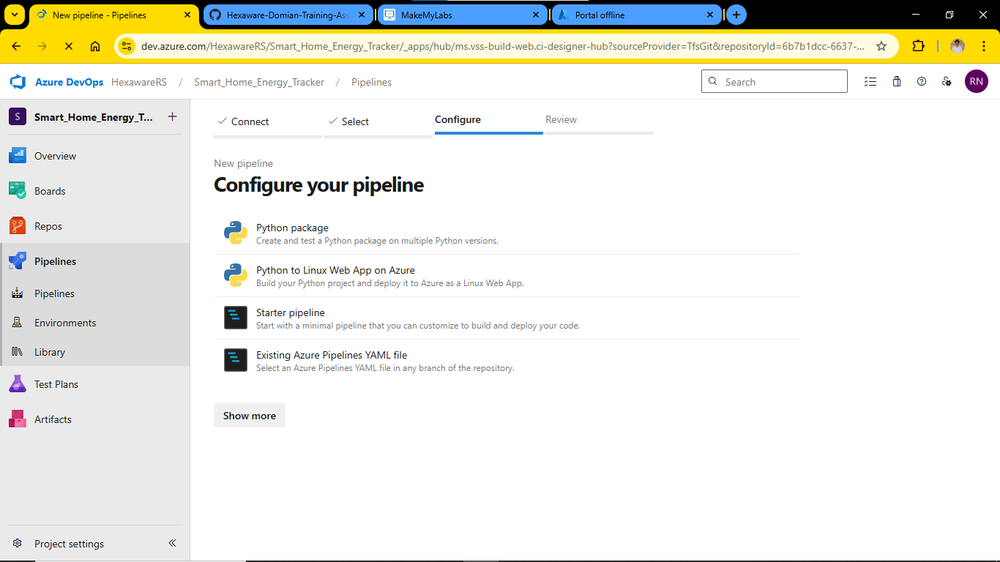 New pipeline - Pipelines
Hexaware-Domian-Training-Ass
MakeMyLabs
Portal offline
dev.azure.com/HexawareRS/Smart_Home_Energy_Tracker/_apps/hub/ms.vss-build-web.ci-designer-hub?sourceProvider=TfsGit&repositoryId=6b7b1dcc-6637-...
Azure DevOps HexawareRS / Smart_Home_Energy_Tracker / Pipelines
Search
RN
S Smart_Home_Energy_T...
Overview
Boards
Repos
Pipelines
Pipelines
Environments
Library
Test Plans
Artifacts
Project settings
Connect
Select
Configure
Review
New pipeline
Configure your pipeline
Python package
Create and test a Python package on multiple Python versions.
Python to Linux Web App on Azure
Build your Python project and deploy it to Azure as a Linux Web App.
Starter pipeline
Start with a minimal pipeline that you can customize to build and deploy your code.
Existing Azure Pipelines YAML file
Select an Azure Pipelines YAML file in any branch of the repository.
Show more